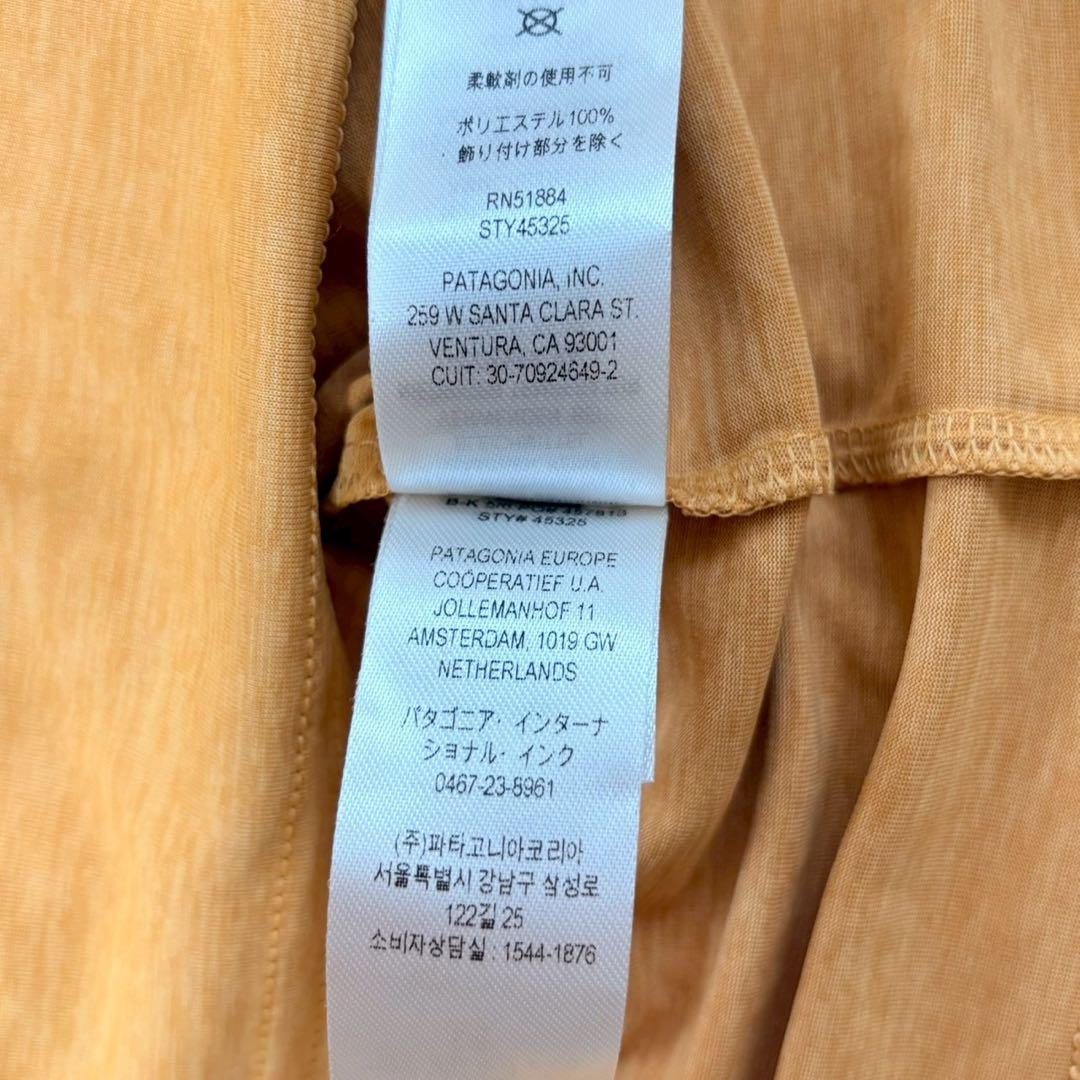 柔軟剤の使用不可
ポリエステル100%
飾り付け部分を除く
RN51884
STY45325
PATAGONIA, INC.
259 W SANTA CLARA ST.
VENTURA, CA 93001
CUIT: 30-70924649-2
STY# 45325
PATAGONIA EUROPE
COÖPERATIEF U.A.
JOLLEMANHOF 11
AMSTERDAM, 1019 GW
NETHERLANDS
パタゴニア・インターナ
ショナル・インク
0467-23-8961
(주)파타고니아코리아
서울특별시 강남구 삼성로
122길 25
소비자상담실 : 1544-1876